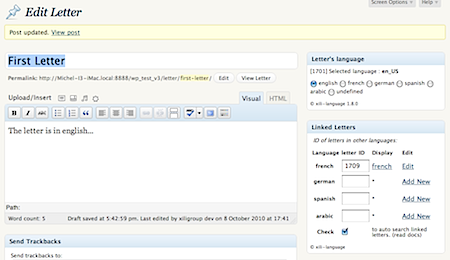 Screen Options Help
Edit Letter
Post updated. View post
First Letter
Permalink: http://Michel-i3-iMac.local:8888/wp_test_v3/letter/first-letter/ Edit View Letter
Upload/Insert Visual HTML
B I ABC
The letter is in english...
Path:
Word count: 5 Draft saved at 5:42:59 pm. Last edited by xiligroup dev on 8 October 2010 at 17:41
Send Trackbacks
Send trackbacks to:
Letter's language
[1701] Selected language : en_US
english french german spanish
arabic undefined
© xili-language 1.8.0
Linked Letters
ID of letters in other languages:
Language letter ID Display Edit
french 1709 french Edit
german * Add New
spanish * Add New
arabic * Add New
Check to auto search linked
letters. (read docs)
© xili-language